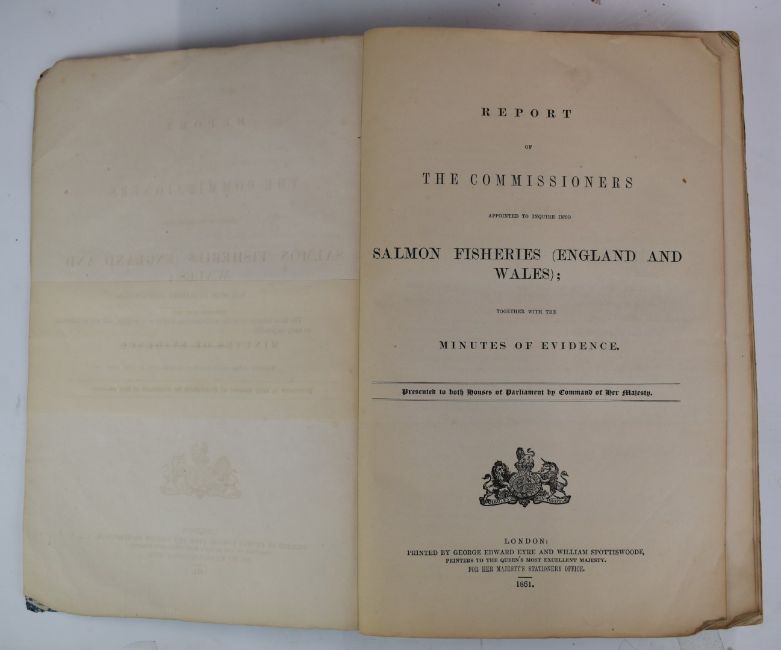 REPORT
OF
THE COMMISSIONERS
APPOINTED TO INQUIRE INTO
SALMON FISHERIES (ENGLAND AND
WALES);
TOGETHER WITH THE
MINUTES OF EVIDENCE.
Presented to both Houses of Parliament by Command of Her Majesty.
LONDON:
PRINTED BY GEORGE EDWARD EYRE AND WILLIAM SPOTTISWOODE,
PRINTERS TO THE QUEEN'S MOST EXCELLENT MAJESTY.
FOR HER MAJESTY'S STATIONERY OFFICE.
1861.